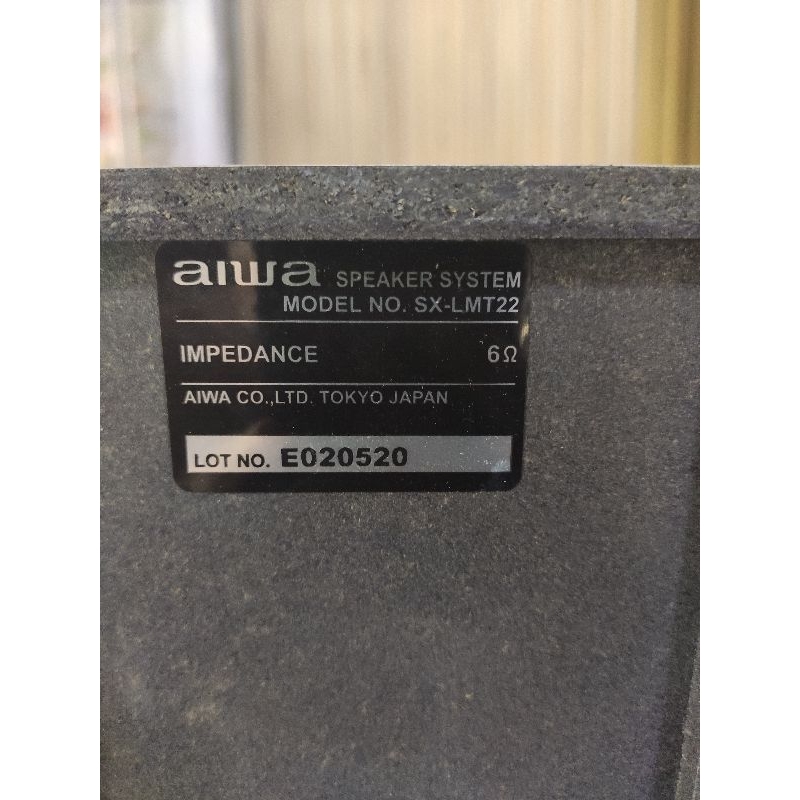 aiwa SPEAKER SYSTEM
MODEL NO. SX-LMT22
IMPEDANCE 6Ω
AIWA CO.,LTD. TOKYO JAPAN
LOT NO. E020520